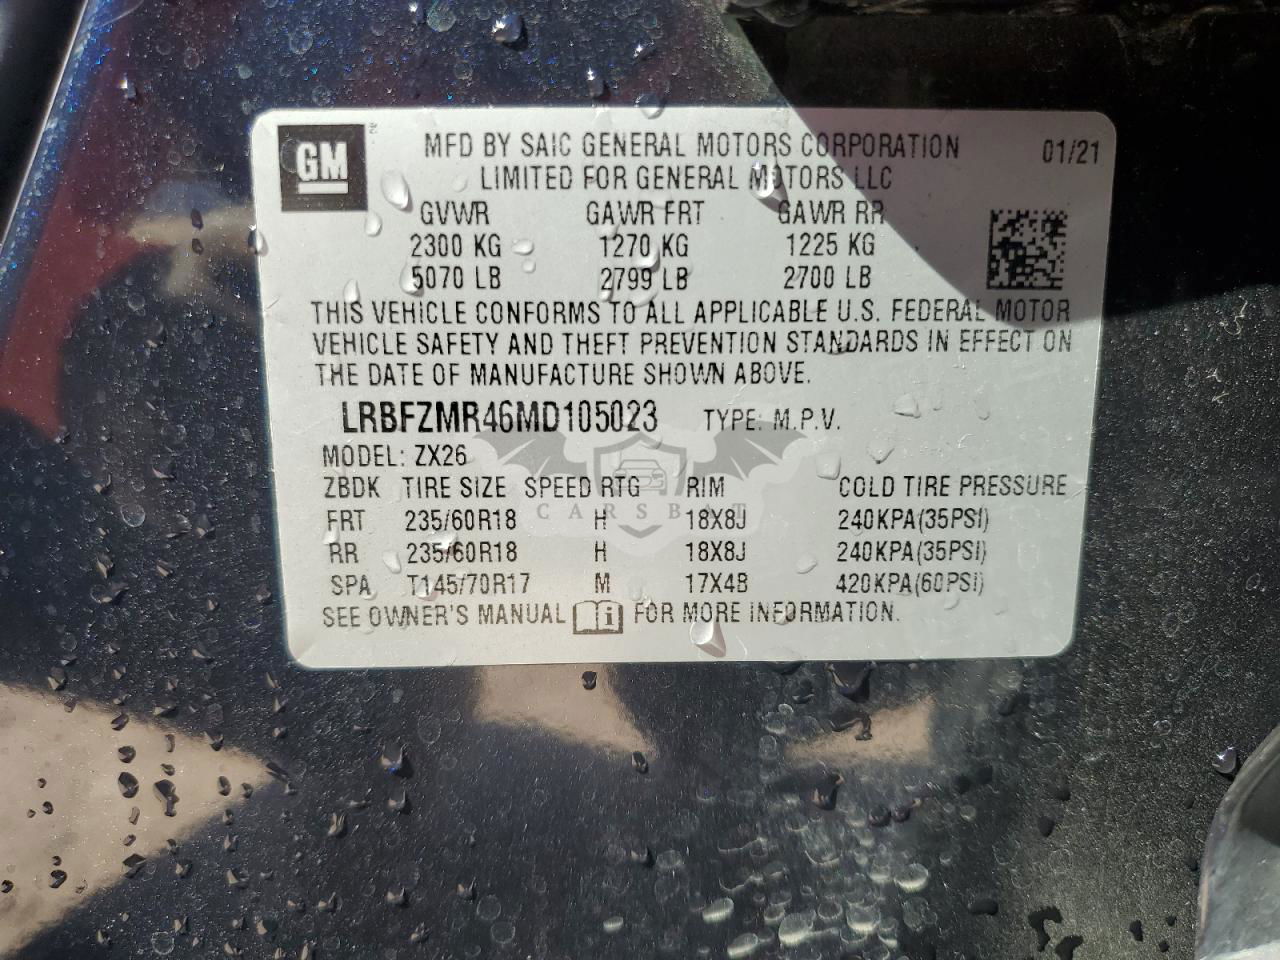 GM
MFD BY SAIC GENERAL MOTORS CORPORATION 01/21
LIMITED FOR GENERAL MOTORS LLC
GVWR GAWR FRT GAWR RR
2300 KG 1270 KG 1225 KG
5070 LB 2799 LB 2700 LB
THIS VEHICLE CONFORMS TO ALL APPLICABLE U.S. FEDERAL MOTOR
VEHICLE SAFETY AND THEFT PREVENTION STANDARDS IN EFFECT ON
THE DATE OF MANUFACTURE SHOWN ABOVE.
LRBFZMR46MD105023 TYPE: M.P.V.
MODEL: ZX26
ZBDK TIRE SIZE SPEED RTG RIM COLD TIRE PRESSURE
CARSBAT
FRT 235/60R18 H 18X8J 240KPA(35PSI)
RR 235/60R18 H 18X8J 240KPA(35PSI)
SPA T145/70R17 M 17X4B 420KPA(60PSI)
SEE OWNER'S MANUAL i FOR MORE INFORMATION.